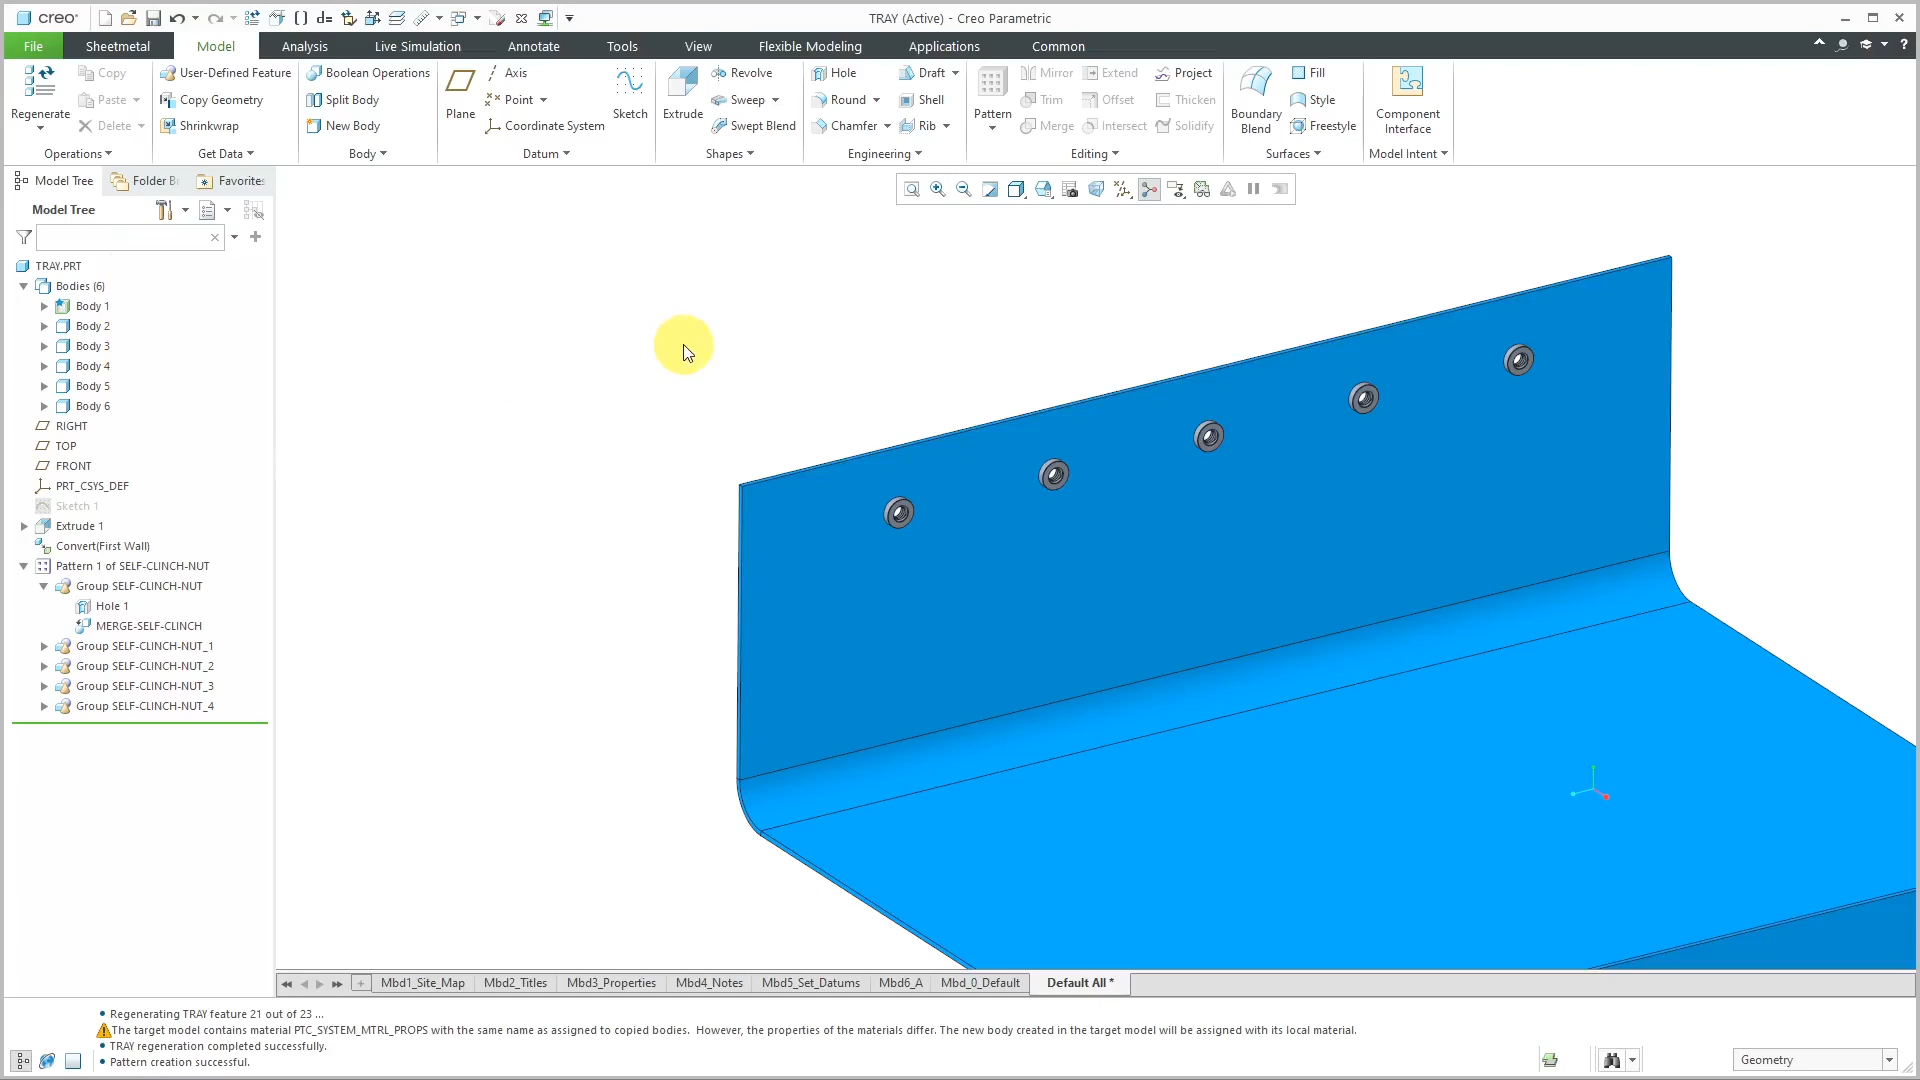 creo
TRAY (Active) - Creo Parametric
File
Sheetmetal
Model
Analysis
Live Simulation
Annotate
Tools
View
Flexible Modeling
Applications
Common
Regenerate
Copy
Paste
Delete
Operations
User-Defined Feature
Copy Geometry
Shrinkwrap
Get Data
Boolean Operations
Split Body
New Body
Body
Plane
Axis
Point
Coordinate System
Sketch
Datum
Extrude
Revolve
Sweep
Swept Blend
Shapes
Hole
Round
Chamfer
Draft
Shell
Rib
Engineering
Pattern
Mirror
Trim
Merge
Extend
Offset
Intersect
Project
Thicken
Solidify
Editing
Boundary
Blend
Fill
Style
Freestyle
Surfaces
Component
Interface
Model Intent
Model Tree
Folder Br
Favorites
Model Tree
TRAY.PRT
Bodies (6)
Body 1
Body 2
Body 3
Body 4
Body 5
Body 6
RIGHT
TOP
FRONT
PRT_CSYS_DEF
Sketch 1
Extrude 1
Convert(First Wall)
Pattern 1 of SELF-CLINCH-NUT
Group SELF-CLINCH-NUT
Hole 1
MERGE-SELF-CLINCH
Group SELF-CLINCH-NUT_1
Group SELF-CLINCH-NUT_2
Group SELF-CLINCH-NUT_3
Group SELF-CLINCH-NUT_4
Mbd1_Site_Map
Mbd2_Titles
Mbd3_Properties
Mbd4_Notes
Mbd5_Set_Datums
Mbd6_A
Mbd_0_Default
Default All *
• Regenerating TRAY feature 21 out of 23 ...
The target model contains material PTC_SYSTEM_MTRL_PROPS with the same name as assigned to copied bodies. However, the properties of the materials differ. The new body created in the target model will be assigned with its local material.
• TRAY regeneration completed successfully.
• Pattern creation successful.
Geometry